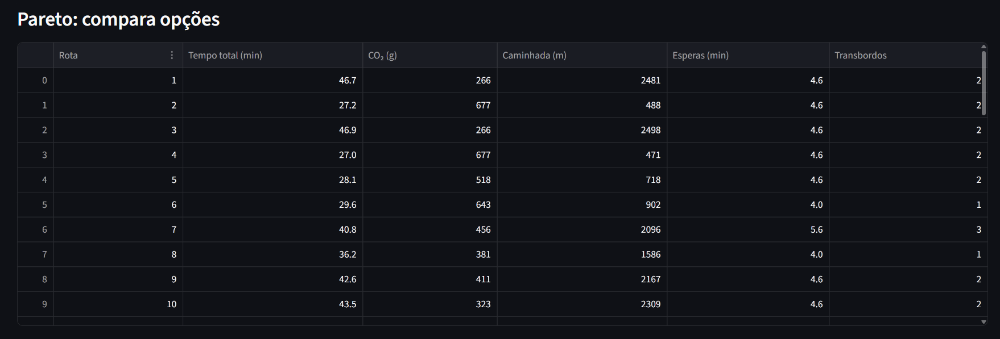 Pareto: compara opções
Rota Tempo total (min) CO₂ (g) Caminhada (m) Esperas (min) Transbordos
0 1 46.7 266 2481 4.6 2
1 2 27.2 677 488 4.6 2
2 3 46.9 266 2498 4.6 2
3 4 27.0 677 471 4.6 2
4 5 28.1 518 718 4.6 2
5 6 29.6 643 902 4.0 1
6 7 40.8 456 2096 5.6 3
7 8 36.2 381 1586 4.0 1
8 9 42.6 411 2167 4.6 2
9 10 43.5 323 2309 4.6 2